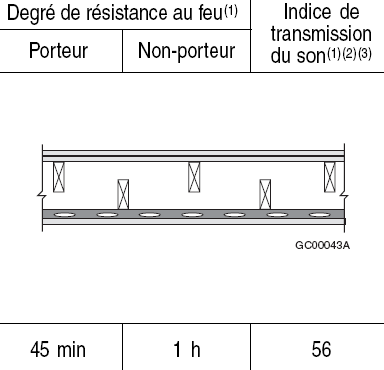 Degré de résistance au feu(1)
Indice de
transmission
du son(1)(2)(3)
Porteur
Non-porteur
GC00043A
45 min
1 h
56